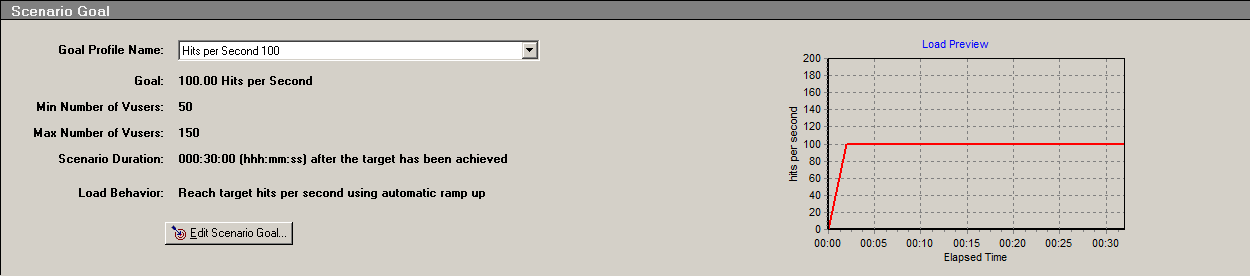 Scenario Goal
Goal Profile Name: Hits per Second 100
Goal: 100.00 Hits per Second
Min Number of Vusers: 50
Max Number of Vusers: 150
Scenario Duration: 000:30:00 (hhh:mm:ss) after the target has been achieved
Load Behavior: Reach target hits per second using automatic ramp up
Edit Scenario Goal...
Load Preview
hits per second
200
180
160
140
120
100
80
60
40
20
0
00:00 00:05 00:10 00:15 00:20 00:25 00:30
Elapsed Time